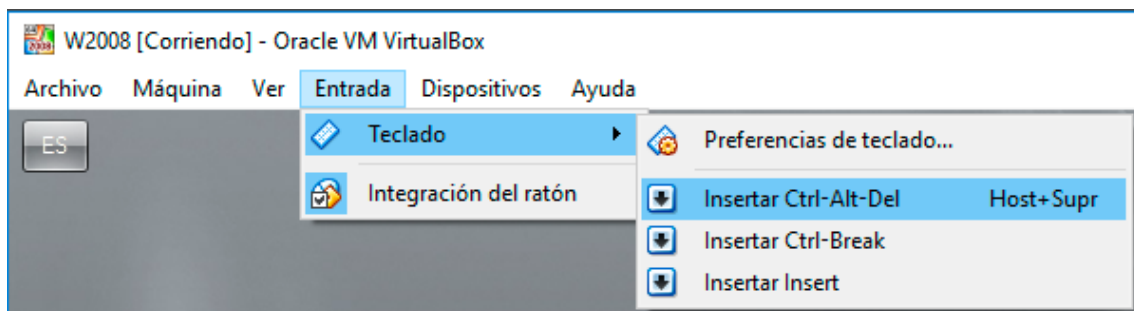 W2008 [Corriendo] - Oracle VM VirtualBox
Archivo Máquina Ver Entrada Dispositivos Ayuda
ES
Teclado
Integración del ratón
Preferencias de teclado...
Insertar Ctrl-Alt-Del Host+Supr
Insertar Ctrl-Break
Insertar Insert